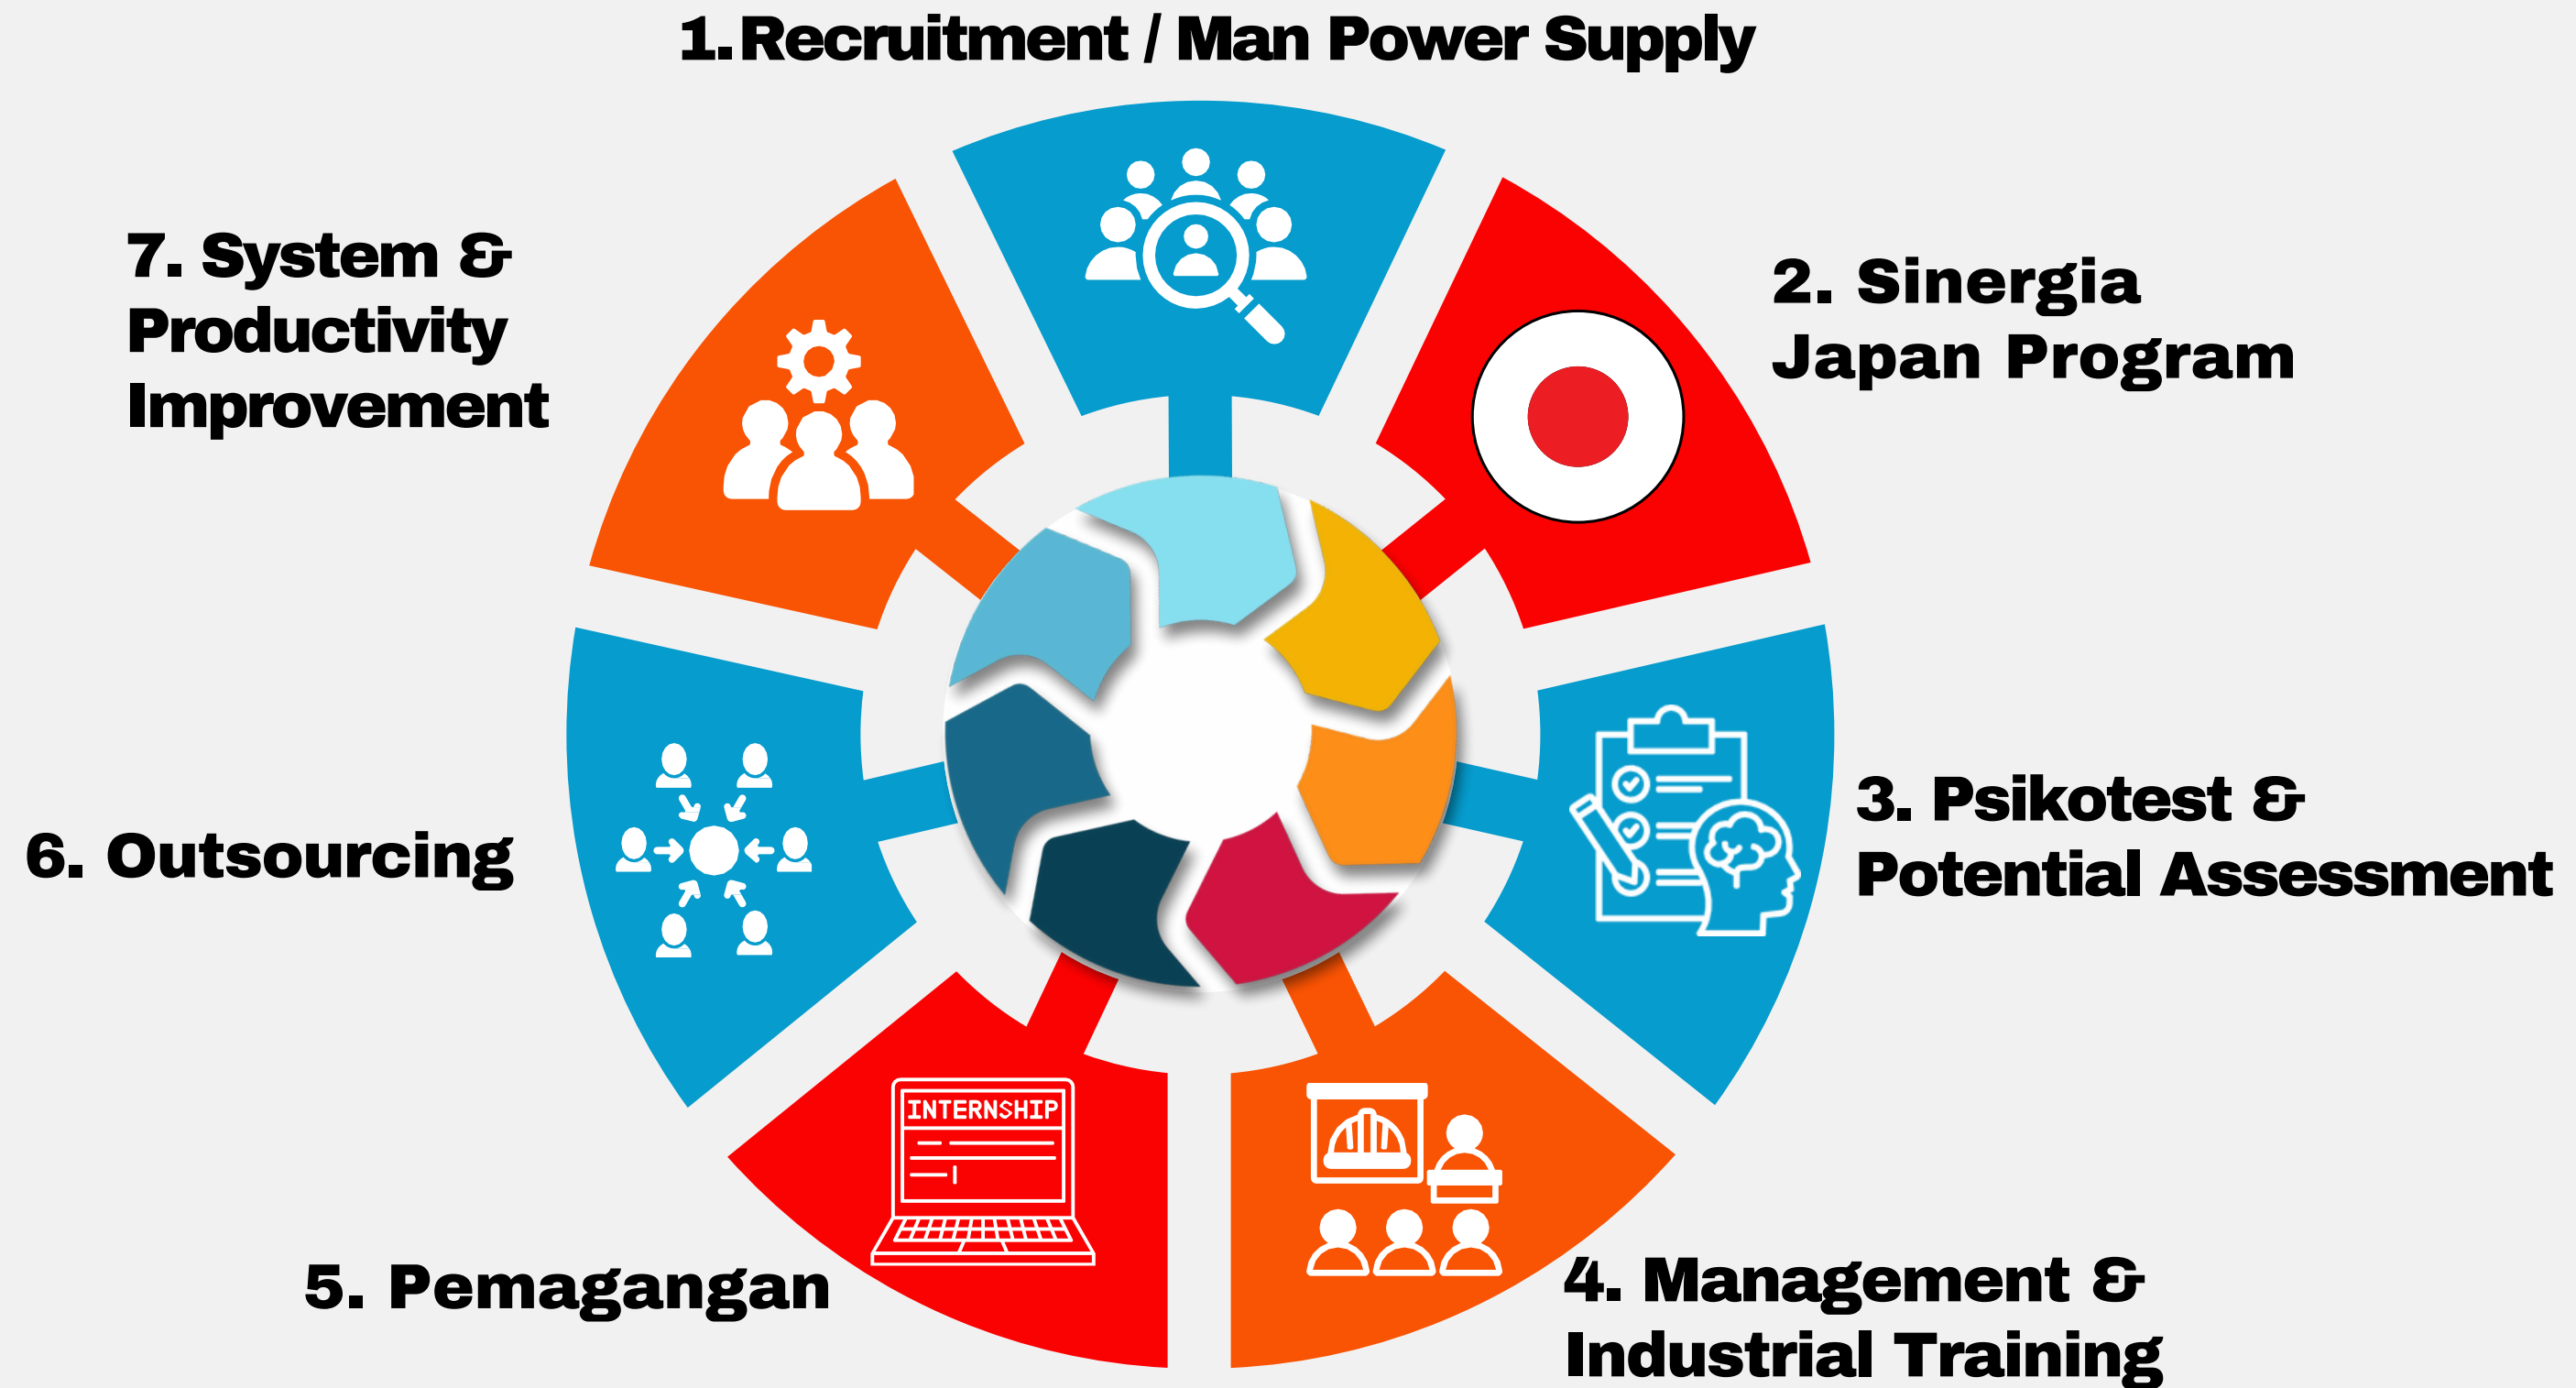 1. Recruitment / Man Power Supply
2. Sinergia
Japan Program
3. Psikotest &
Potential Assessment
4. Management &
Industrial Training
5. Pemagangan
INTERNSHIP
6. Outsourcing
7. System &
Productivity
Improvement